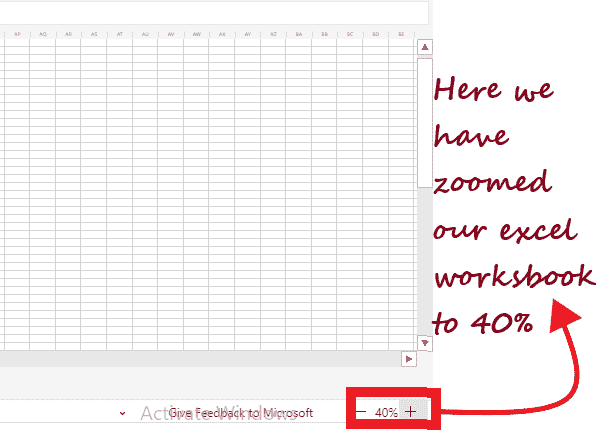 AP AQ AR AS AT AU AV AW AX AY AZ BA BB BC BD BE
Here we
have
zoomed
our excel
worksbook
to 40%
Activate Windows
Give Feedback to Microsoft
− 40% +